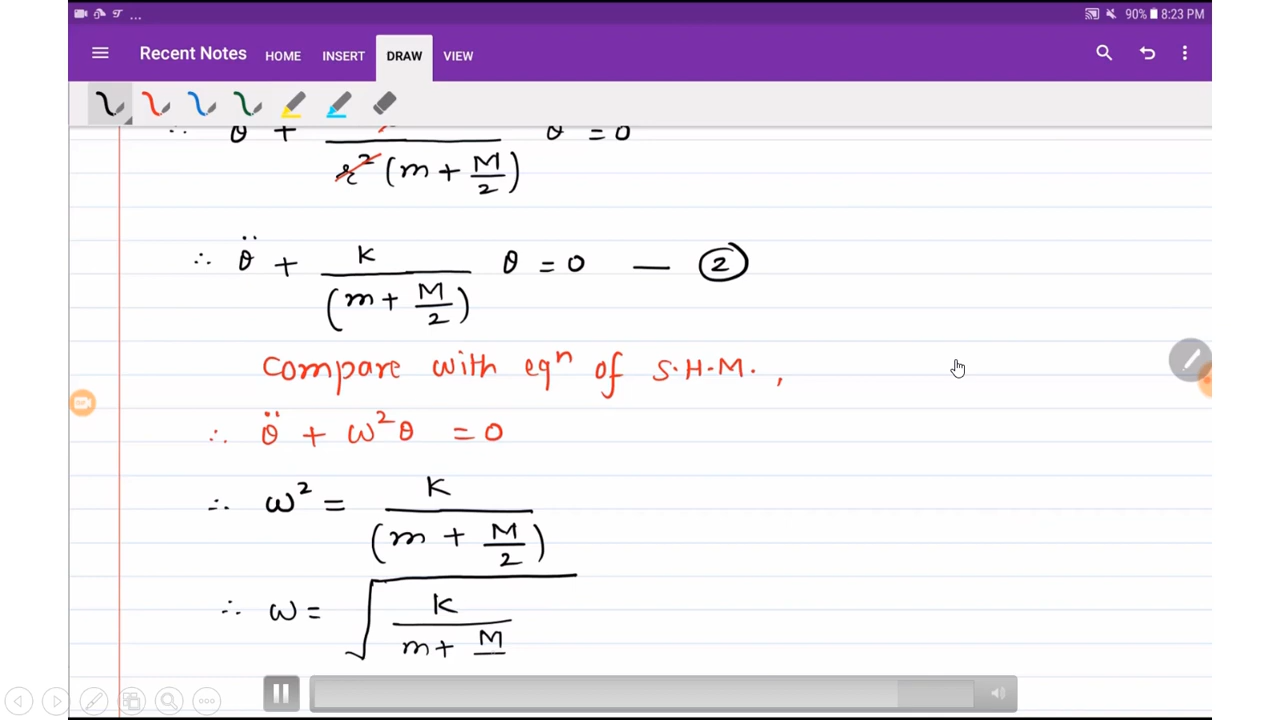 90% 8:23 PM
Recent Notes HOME INSERT DRAW VIEW
∴ θ + ――― θ = 0
r² (m + M/2)
∴ θ̈ + K/(m + M/2) θ = 0 — ②
Compare with eqⁿ of S.H.M. ,
∴ θ̈ + ω²θ = 0
∴ ω² = K/(m + M/2)
∴ ω = √(K/(m + M))